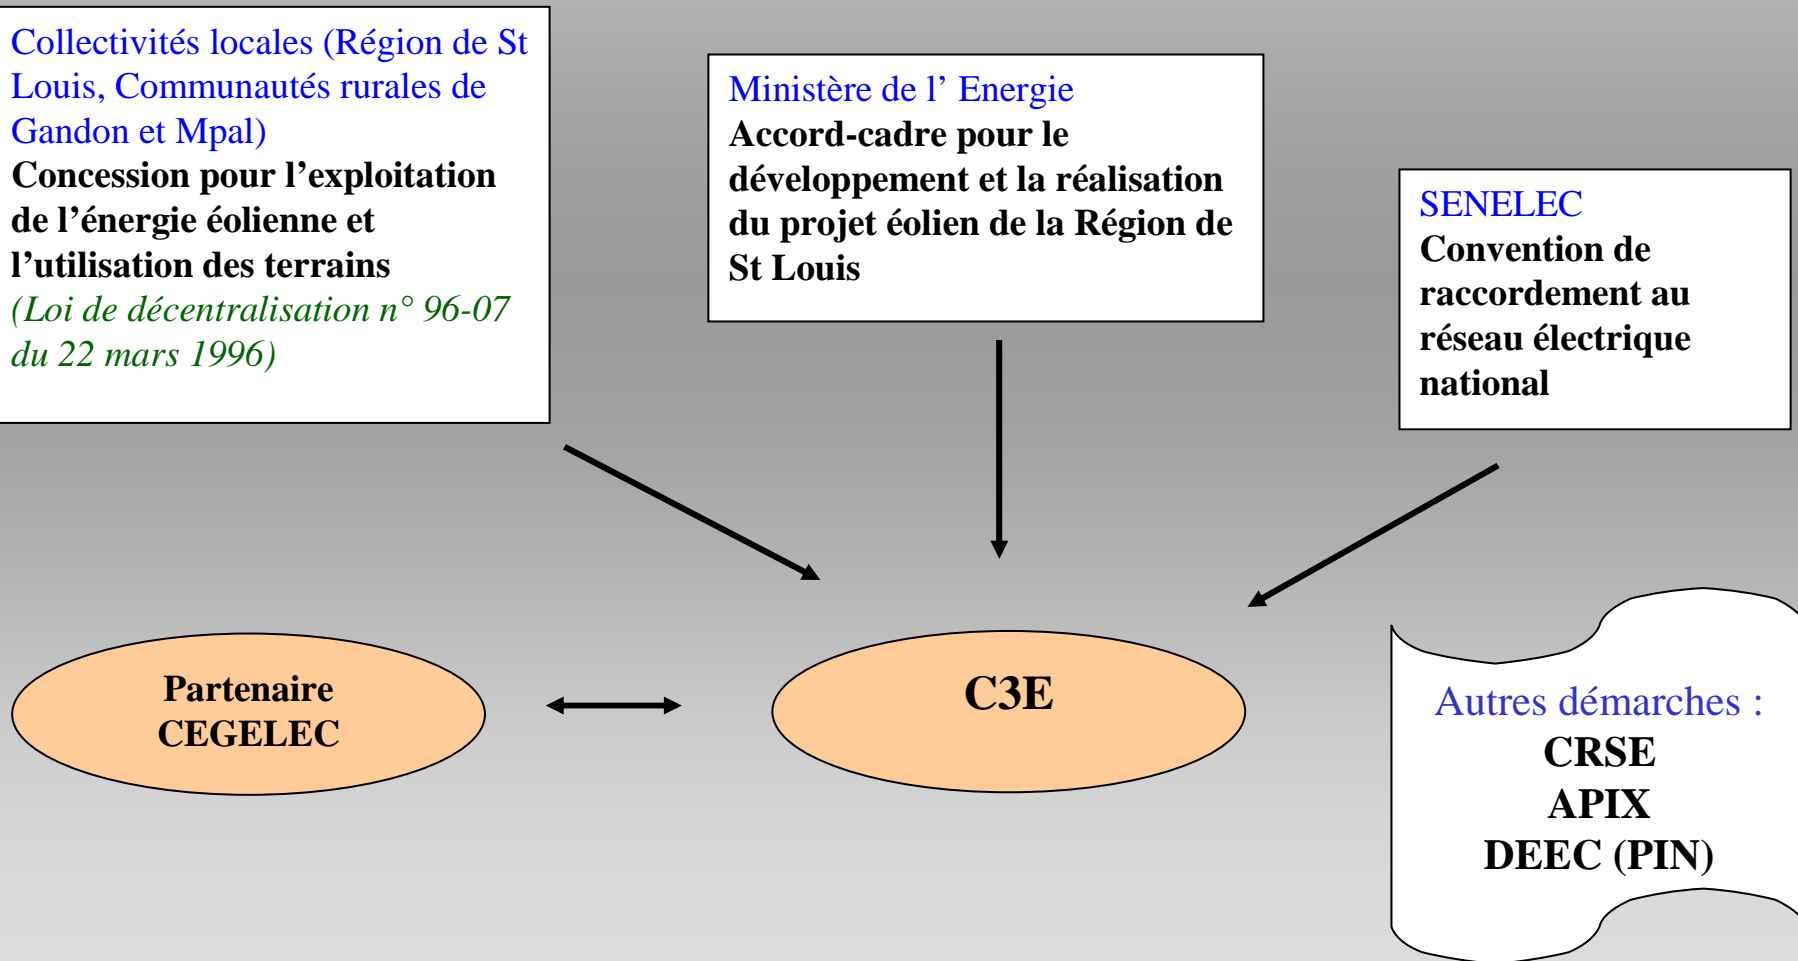 Collectivités locales (Région de St
Louis, Communautés rurales de
Gandon et Mpal)
Concession pour l’exploitation
de l’énergie éolienne et
l’utilisation des terrains
(Loi de décentralisation n° 96-07
du 22 mars 1996)
Ministère de l’ Energie
Accord-cadre pour le
développement et la réalisation
du projet éolien de la Région de
St Louis
SENELEC
Convention de
raccordement au
réseau électrique
national
Partenaire
CEGELEC
C3E
Autres démarches :
CRSE
APIX
DEEC (PIN)